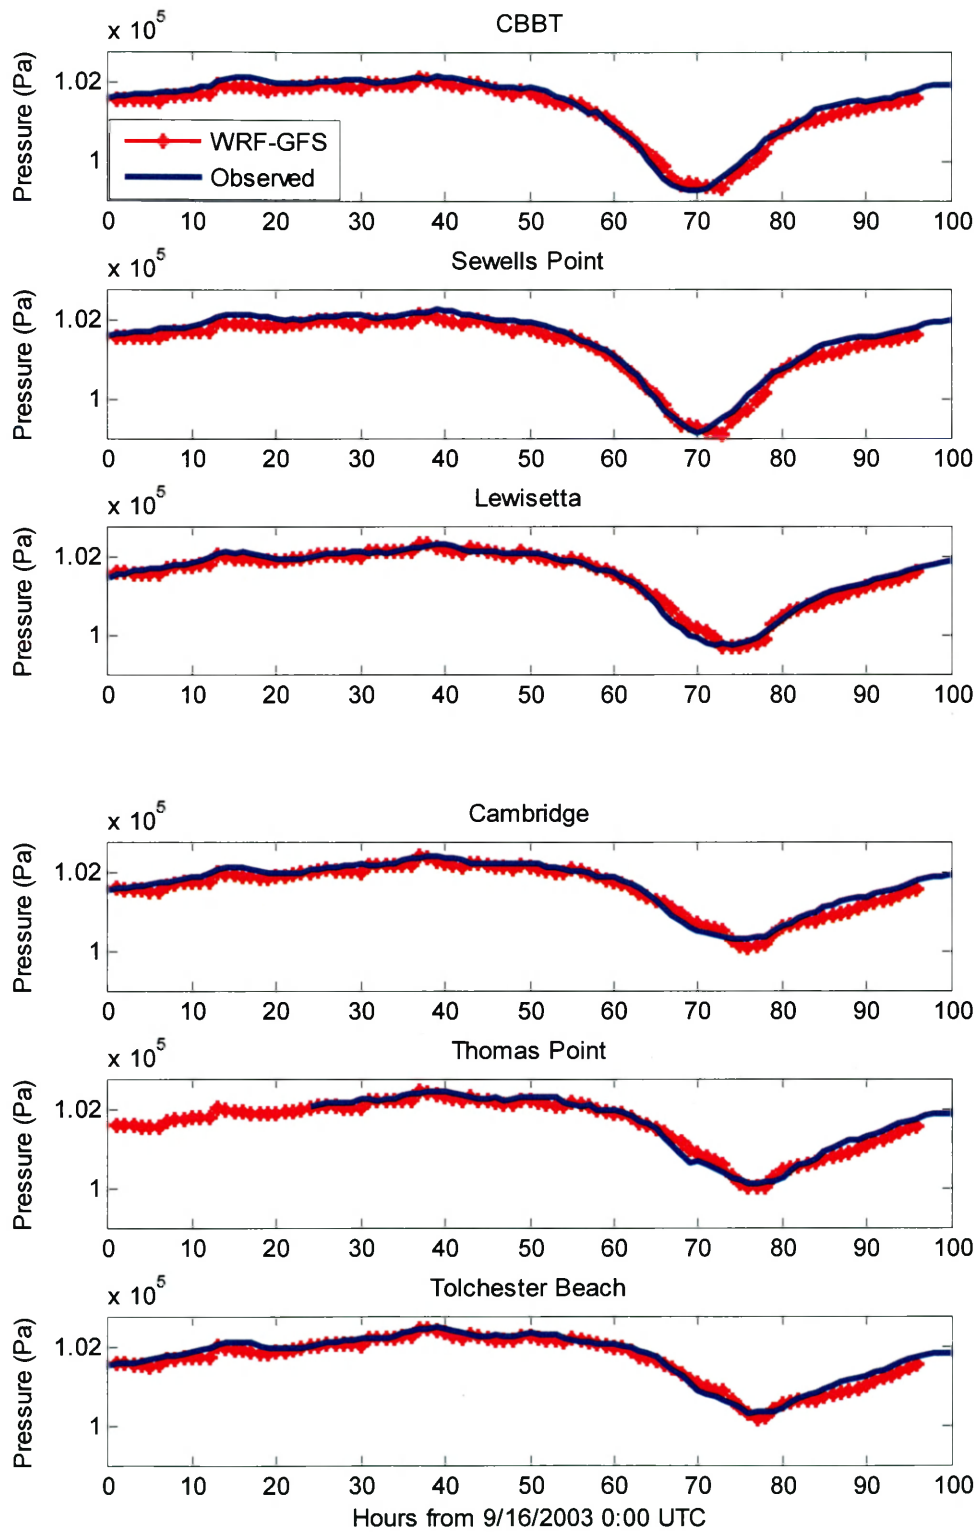 CBBT
x 10^5
Pressure (Pa)
1.02
1
WRF-GFS
Observed
0 10 20 30 40 50 60 70 80 90 100
Sewells Point
x 10^5
Pressure (Pa)
1.02
1
0 10 20 30 40 50 60 70 80 90 100
Lewisetta
x 10^5
Pressure (Pa)
1.02
1
0 10 20 30 40 50 60 70 80 90 100
Cambridge
x 10^5
Pressure (Pa)
1.02
1
0 10 20 30 40 50 60 70 80 90 100
Thomas Point
x 10^5
Pressure (Pa)
1.02
1
0 10 20 30 40 50 60 70 80 90 100
Tolchester Beach
x 10^5
Pressure (Pa)
1.02
1
0 10 20 30 40 50 60 70 80 90 100
Hours from 9/16/2003 0:00 UTC